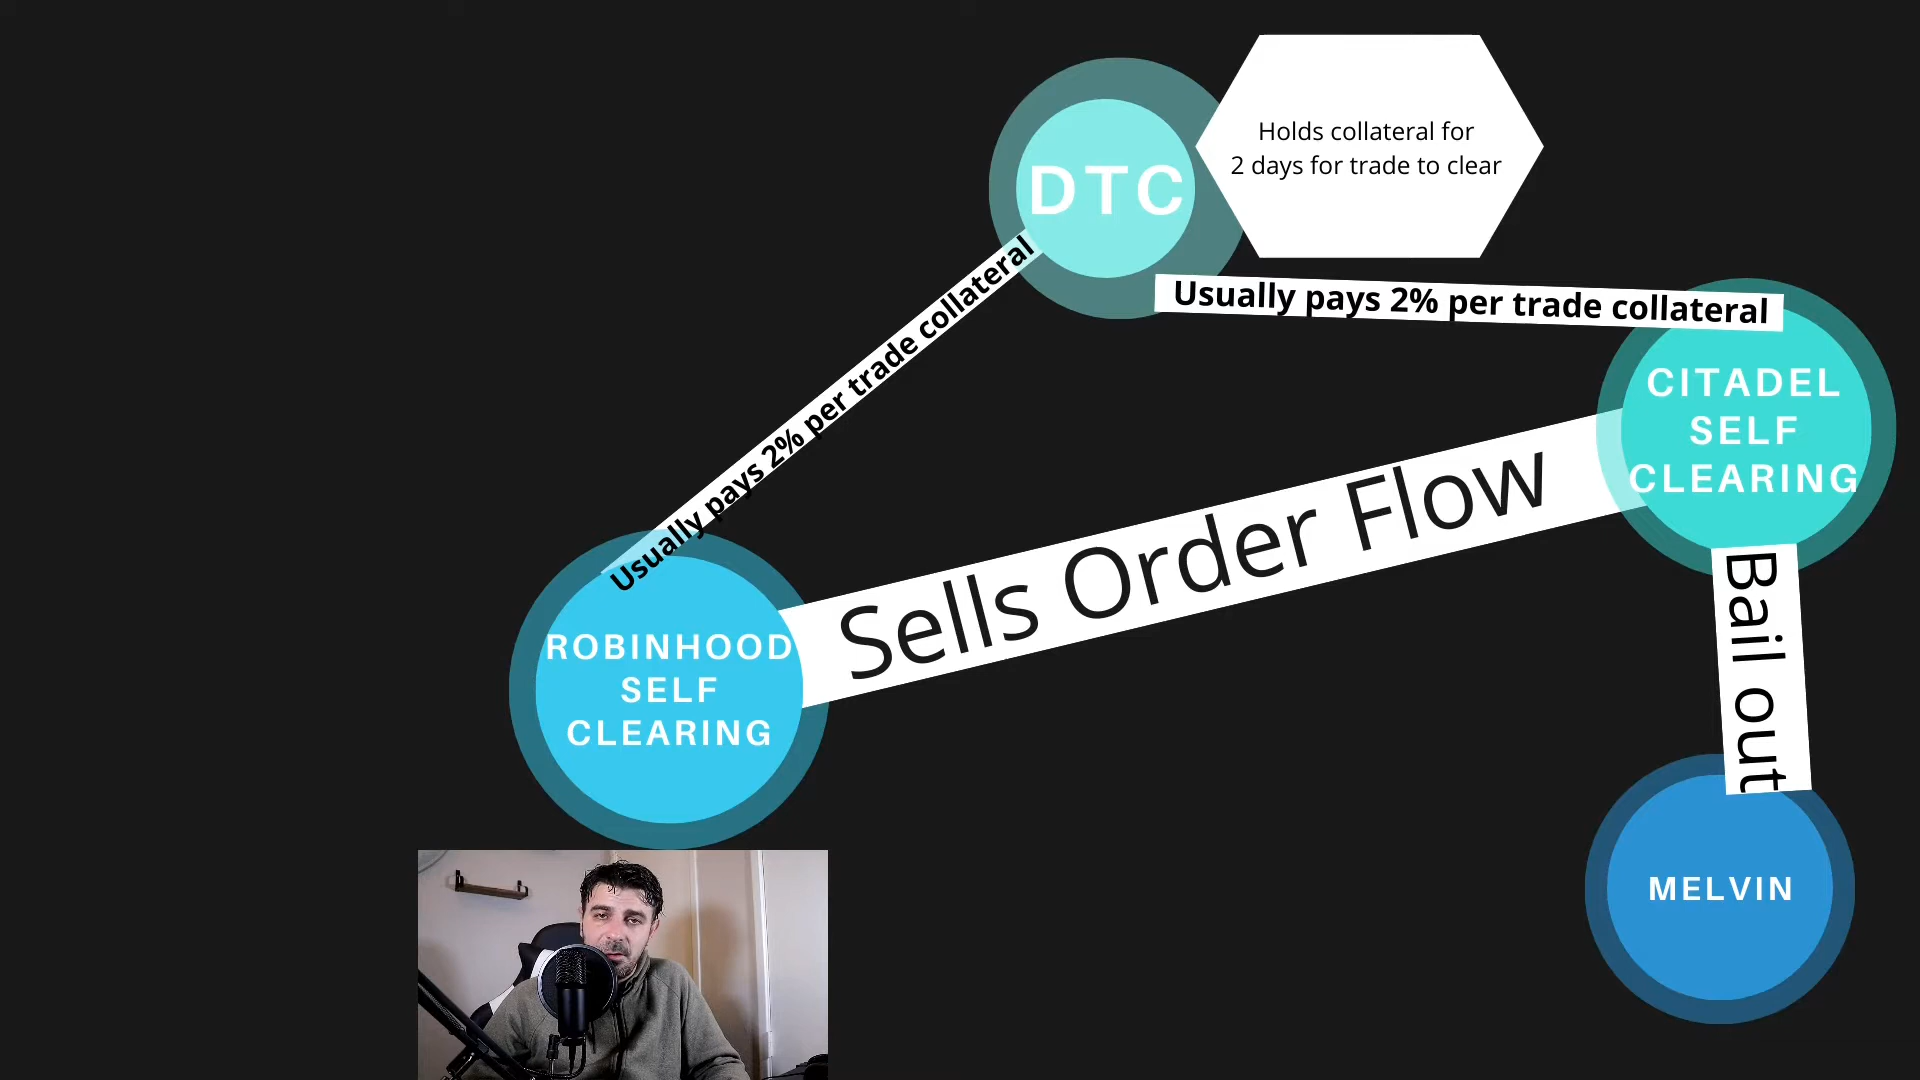 DTC
Holds collateral for
2 days for trade to clear
Usually pays 2% per trade collateral
Usually pays 2% per trade collateral
CITADEL
SELF
CLEARING
Sells Order Flow
Bail out
ROBINHOOD
SELF
CLEARING
MELVIN